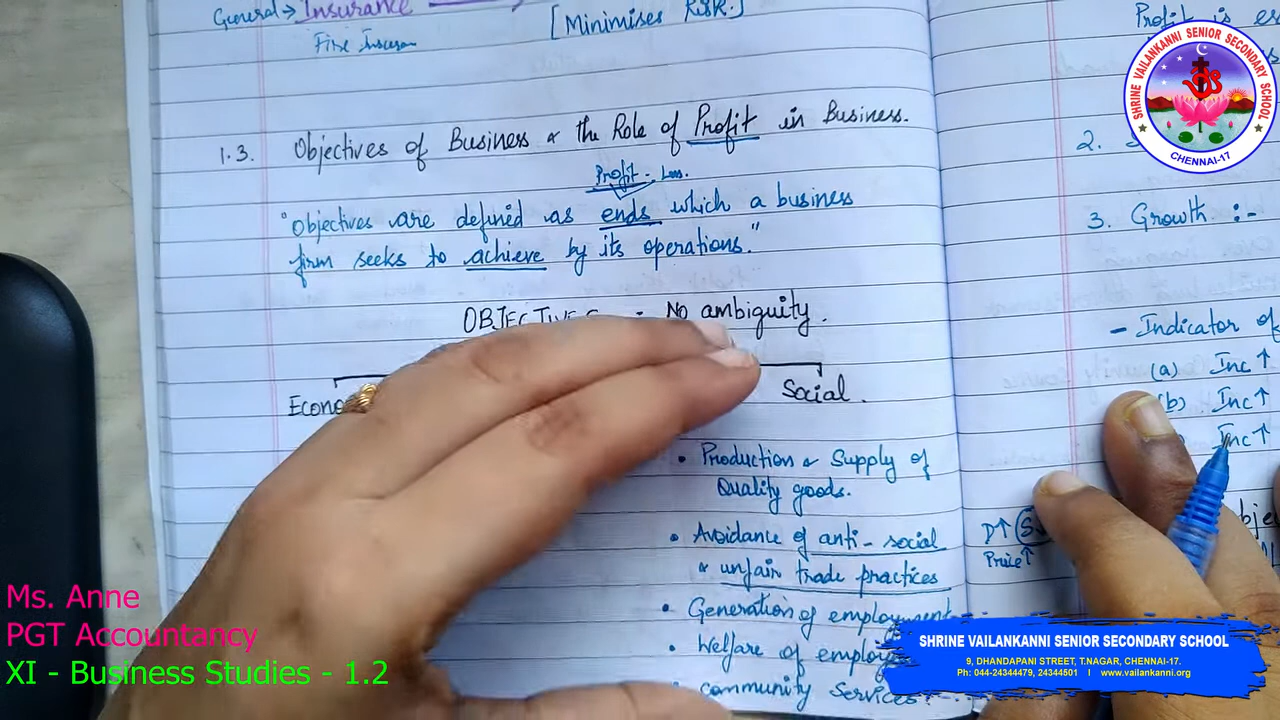 General → Insurance
Fire
[Minimises Risk.]
1.3. Objectives of Business & the Role of Profit in Business.
Profit - Loss.
"Objectives are defined as ends which a business
firm seeks to achieve by its operations."
No ambiguity.
Social.
• Production & Supply of
Quality goods.
• Avoidance of anti-social
& unfair trade practices
• Generation of employment
• Welfare of
• Community Services
Profit is
2.
3. Growth :-
- Indicator of
(a) Inc ↑
(b) Inc ↑
Inc ↑
D↑ S
Price↑
SHRINE VAILANKANNI SENIOR SECONDARY SCHOOL
CHENNAI-17
Ms. Anne
PGT Accountancy
XI - Business Studies - 1.2
SHRINE VAILANKANNI SENIOR SECONDARY SCHOOL
9, DHANDAPANI STREET, T.NAGAR, CHENNAI-17.
Ph: 044-24344479, 24344501 I www.vailankanni.org